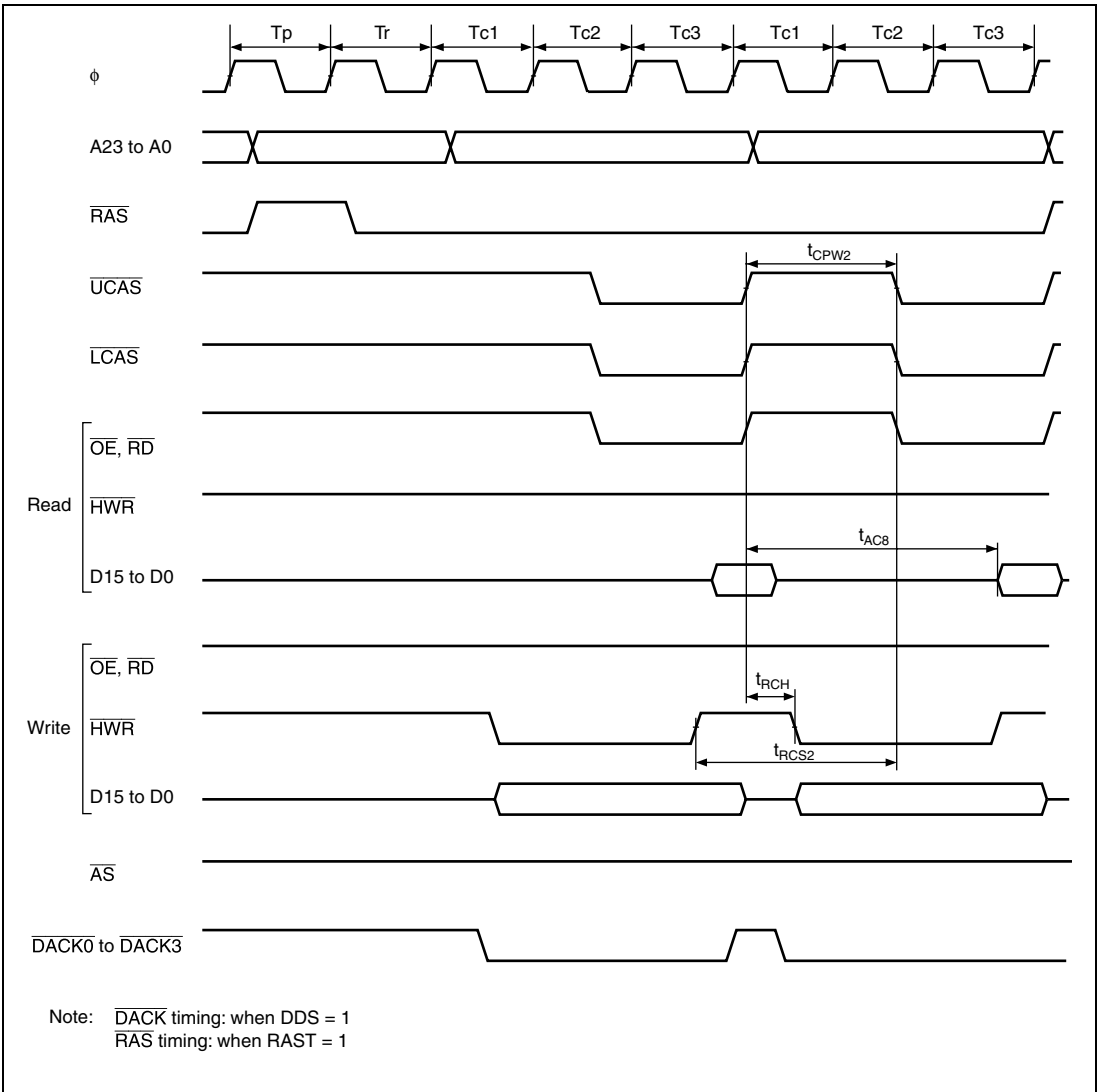 Tp Tr Tc1 Tc2 Tc3 Tc1 Tc2 Tc3
ϕ
A23 to A0
RAS
tCPW2
UCAS
LCAS
OE, RD
Read HWR
tAC8
D15 to D0
OE, RD
tRCH
Write HWR
tRCS2
D15 to D0
AS
DACK0 to DACK3
Note: DACK timing: when DDS = 1
RAS timing: when RAST = 1